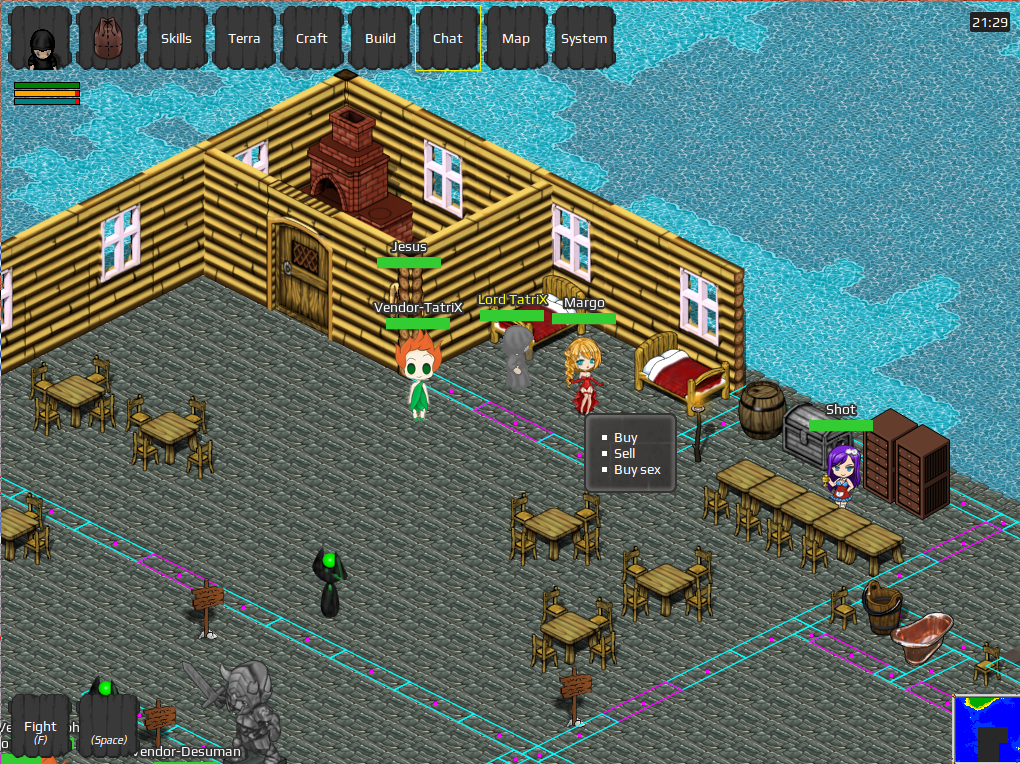 Skills
Terra
Craft
Build
Chat
Map
System
21:29
Jesus
Vendor-TatriX
Lord TatriX
Margo
Buy
Sell
Buy sex
Shot
Fight
(F)
(Space)
endor-Desuman